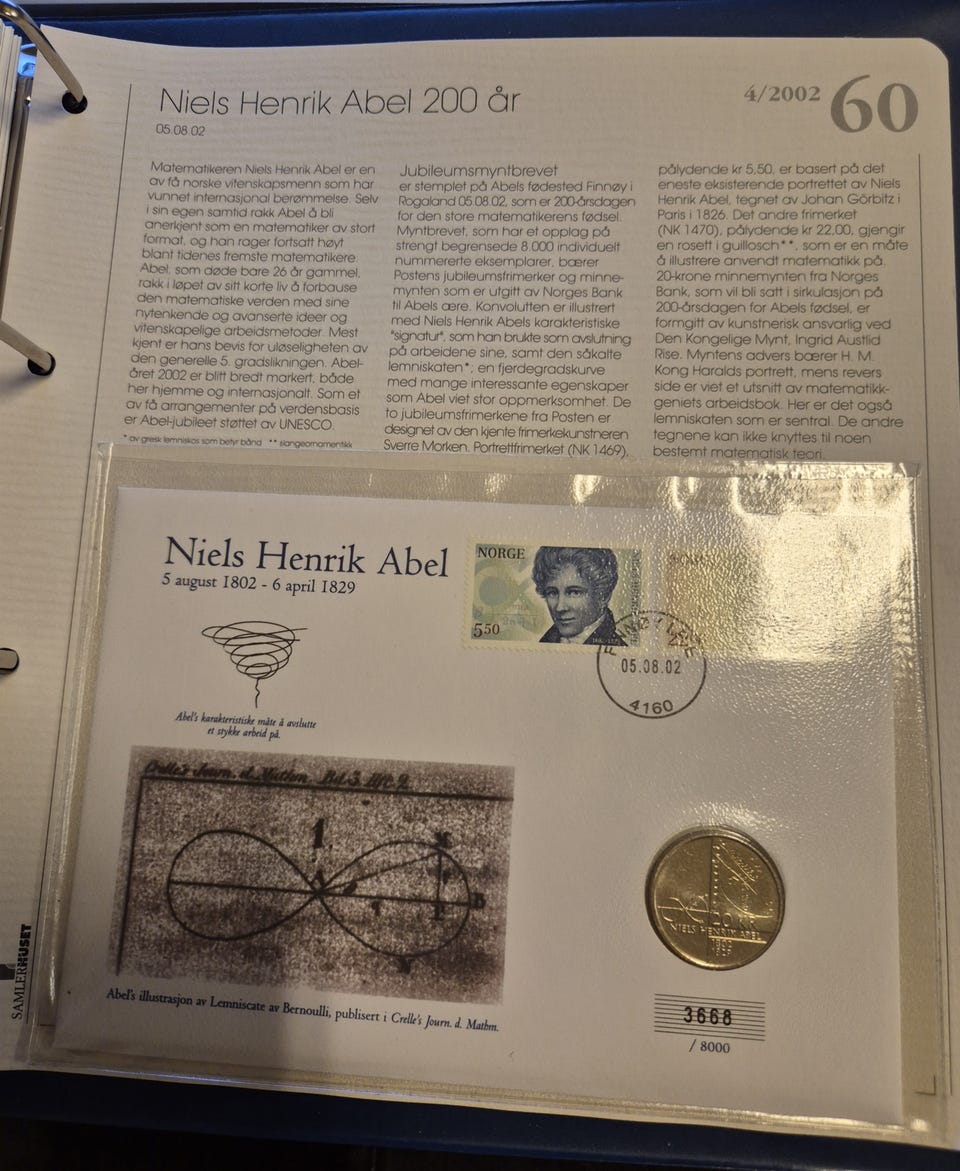 Niels Henrik Abel 200 år
05.08.02
4/2002 60
Matematikeren Niels Henrik Abel er en
av få norske vitenskapsmenn som har
vunnet internasjonal berømmelse. Selv
i sin egen samtid rakk Abel å bli
anerkjent som en matematiker av stort
format, og han rager fortsatt høyt
blant tidenes fremste matematikere.
Abel, som døde bare 26 år gammel,
rakk i løpet av sitt korte liv å forbause
den matematiske verden med sine
nytenkende og avanserte ideer og
vitenskapelige arbeidsmetoder. Mest
kjent er hans bevis for uløseligheten av
den generelle 5. gradslikningen. Abel-
året 2002 er blitt bredt markert, både
her hjemme og internasjonalt. Som et
av få arrangementer på verdensbasis
er Abel-jubileet støttet av UNESCO.
* av gresk lemniskos som betyr bånd ** slangeornamentikk
Jubileumsmyntbrevet
er stemplet på Abels fødested Finnøy i
Rogaland 05.08.02, som er 200-årsdagen
for den store matematikerens fødsel.
Myntbrevet, som har et opplag på
strengt begrensede 8.000 individuelt
nummererte eksemplarer, bærer
Postens jubileumsfrimerker og minne-
mynten som er utgitt av Norges Bank
til Abels ære. Konvolutten er illustrert
med Niels Henrik Abels karakteristiske
"signatur", som han brukte som avslutning
på arbeidene sine, samt den såkalte
lemniskaten*; en fjerdegradskurve
med mange interessante egenskaper
som Abel viet stor oppmerksomhet. De
to jubileumsfrimerkene fra Posten er
designet av den kjente frimerkekunstneren
Sverre Morken. Portrettfrimerket (NK 1469),
pålydende kr 5,50, er basert på det
eneste eksisterende portrettet av Niels
Henrik Abel, tegnet av Johan Görbitz i
Paris i 1826. Det andre frimerket
(NK 1470), pålydende kr 22,00, gjengir
en rosett i guillosch**, som er en måte
å illustrere anvendt matematikk på.
20-krone minnemynten fra Norges
Bank, som vil bli satt i sirkulasjon på
200-årsdagen for Abels fødsel, er
formgitt av kunstnerisk ansvarlig ved
Den Kongelige Mynt, Ingrid Austlid
Rise. Myntens advers bærer H. M.
Kong Haralds portrett, mens revers
side er viet et utsnitt av matematikk-
geniets arbeidsbok. Her er det også
lemniskaten som er sentral. De andre
tegnene kan ikke knyttes til noen
bestemt matematisk teori.
Niels Henrik Abel
5 august 1802 - 6 april 1829
NORGE
550
05.08.02
4160
Abel's karakteristiske måte å avslutte
et stykke arbeid på.
Crelle's Journ. d. Mathm. Bd. 3. Hft 2.
1.
M
B
P
N
20 KR
NIELS HENRIK ABEL
1802
1829
Abel's illustrasjon av Lemniscate av Bernoulli, publisert i Crelle's Journ. d. Mathm.
3668
/ 8000
SAMLERHUSET